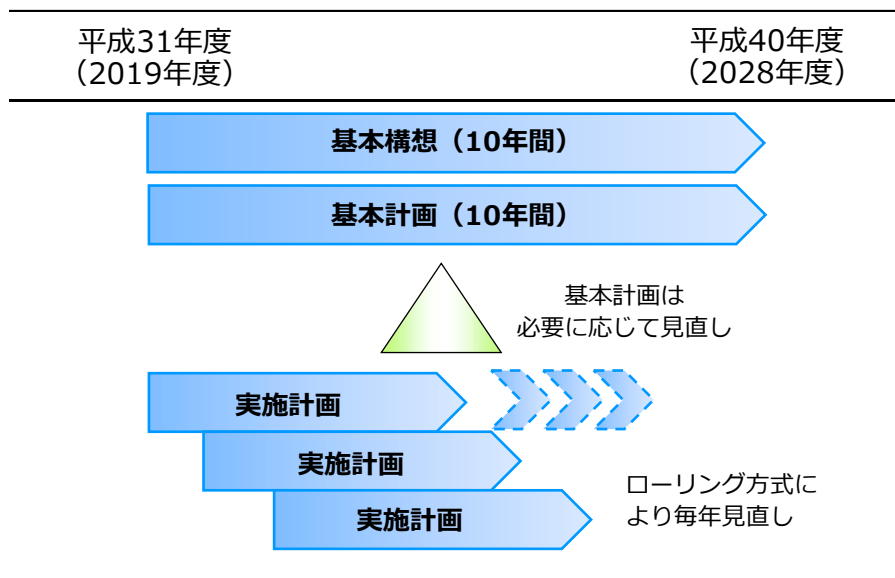 平成31年度
（2019年度）
平成40年度
（2028年度）
基本構想（10年間）
基本計画（10年間）
基本計画は
必要に応じて見直し
実施計画
実施計画
実施計画
ローリング方式に
より毎年見直し